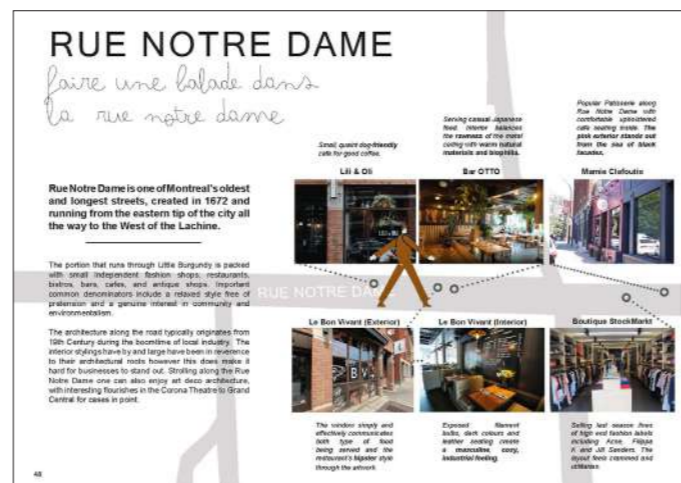 RUE NOTRE DAME
faire une balade dans
la rue notre dame
Rue Notre Dame is one of Montreal's oldest
and longest streets, created in 1672 and
running from the eastern tip of the city all
the way to the West of the Lachine.
The portion that runs through Little Burgundy is packed
with small independent fashion shops, restaurants,
bistros, bars, cafes, and antique shops. Important
common denominators include a relaxed style free of
pretension and a genuine interest in community and
environmentalism.
The architecture along the road typically originates from
19th Century during the boomtime of local industry. The
interior stylings have by and large have been in reverence
to their architectural roots however this does make it
hard for businesses to stand out. Strolling along the Rue
Notre Dame one can also enjoy art deco architecture,
with interesting flourishes in the Corona Theatre to Grand
Central for cases in point.
48
Small, quaint dog-friendly
cafe for good coffee.
Lili & Oli
Serving casual Japanese
food. Interior balances
the rawness of the metal
ceiling with warm natural
materials and biophilia.
Bar OTTO
Popular Patisserie along
Rue Notre Dame with
comfortable upholstered
cafe seating inside. The
pink exterior stands out
from the sea of black
facades.
Mamie Clafoutie
RUE NOTRE DAME
Le Bon Vivant (Exterior)
BV
The window simply and
effectively communicates
both type of food
being served and the
restaurant's hipster style
through the artwork.
Le Bon Vivant (Interior)
Exposed filament
bulbs, dark colours and
leather seating create
a masculine, cozy,
industrial feeling.
Boutique StockMarkt
Selling last season lines
of high end fashion labels
including Acne, Filippa
K and Jill Sanders. The
layout feels crammed and
utilitarian.